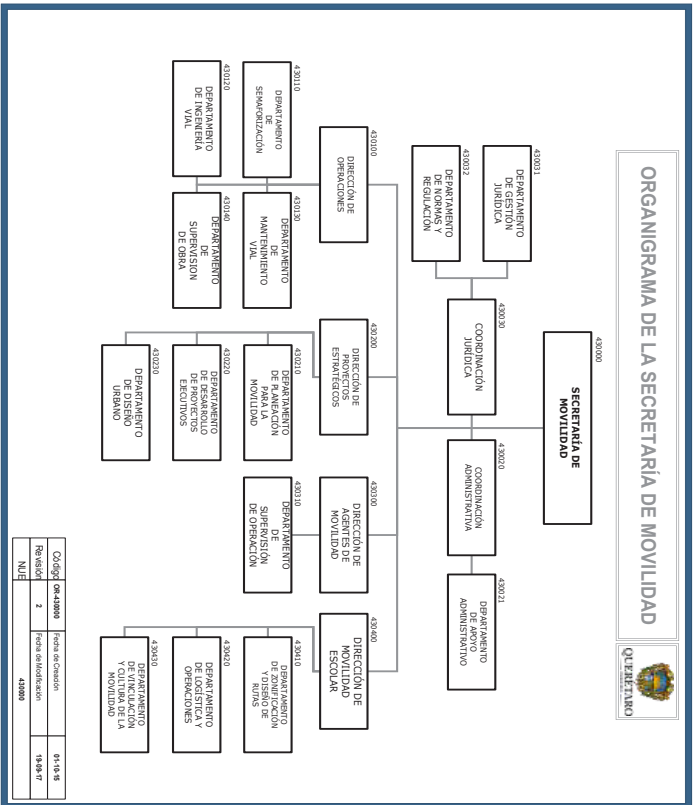 ORGANIGRAMA DE LA SECRETARÍA DE MOVILIDAD
QUERÉTARO
430000
SECRETARÍA DE
MOVILIDAD
430030
COORDINACIÓN
JURÍDICA
430020
COORDINACIÓN
ADMINISTRATIVA
430031
DEPARTAMENTO
DE GESTIÓN
JURÍDICA
430032
DEPARTAMENTO
DE NORMAS Y
REGULACIÓN
430021
DEPARTAMENTO
DE APOYO
ADMINISTRATIVO
430100
DIRECCIÓN DE
OPERACIONES
430200
DIRECCIÓN DE
PROYECTOS
ESTRATÉGICOS
430300
DIRECCIÓN DE
AGENTES DE
MOVILIDAD
430400
DIRECCIÓN DE
MOVILIDAD
ESCOLAR
430110
DEPARTAMENTO
DE
SEMAFORIZACIÓN
430130
DEPARTAMENTO
DE
MANTENIMIENTO
VIAL
430120
DEPARTAMENTO
DE INGENIERÍA
VIAL
430140
DEPARTAMENTO
DE
SUPERVISION
DE OBRA
430210
DEPARTAMENTO
DE PLANEACIÓN
PARA LA
MOVILIDAD
430220
DEPARTAMENTO
DE DESARROLLO
DE PROYECTOS
EJECUTIVOS
430230
DEPARTAMENTO
DE DISEÑO
URBANO
430310
DEPARTAMENTO
DE
SUPERVISIÓN
DE OPERACIÓN
430410
DEPARTAMENTO
DE ZONIFICACIÓN
Y DISEÑO DE
RUTAS
430420
DEPARTAMENTO
DE LOGÍSTICA Y
OPERACIONES
430430
DEPARTAMENTO
DE VINCULACIÓN
Y CULTURA DE LA
MOVILIDAD
Código OR-430000 Fecha de Creación 01-10-15
Revisión 2 Fecha de Modificación 19-09-17
NUE 430000